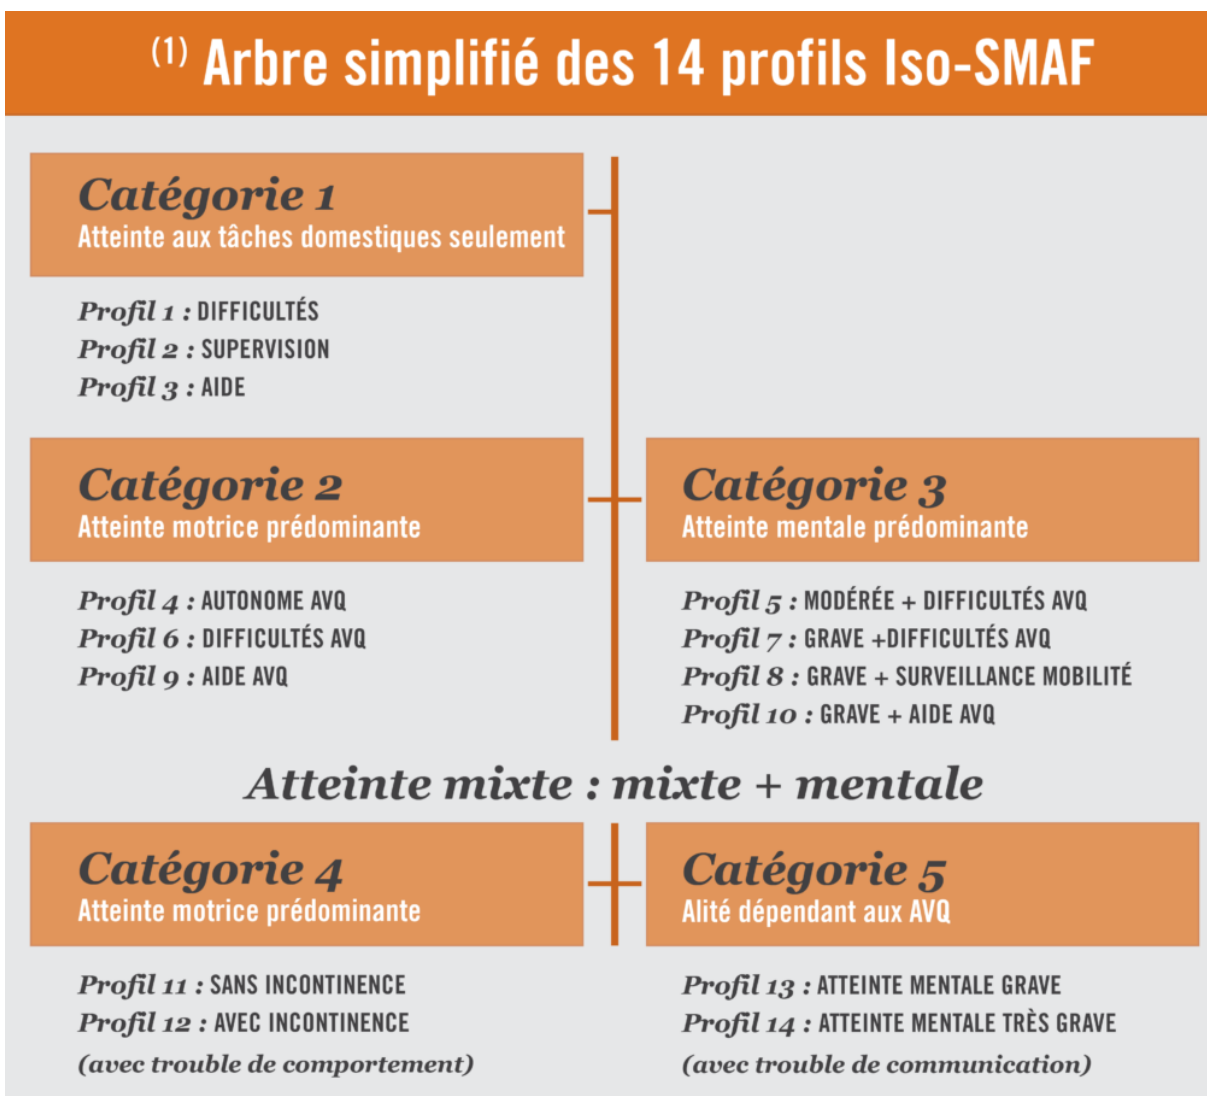 (1) Arbre simplifié des 14 profils Iso-SMAF
Catégorie 1
Atteinte aux tâches domestiques seulement
Profil 1 : DIFFICULTÉS
Profil 2 : SUPERVISION
Profil 3 : AIDE
Catégorie 2
Atteinte motrice prédominante
Profil 4 : AUTONOME AVQ
Profil 6 : DIFFICULTÉS AVQ
Profil 9 : AIDE AVQ
Catégorie 3
Atteinte mentale prédominante
Profil 5 : MODÉRÉE + DIFFICULTÉS AVQ
Profil 7 : GRAVE +DIFFICULTÉS AVQ
Profil 8 : GRAVE + SURVEILLANCE MOBILITÉ
Profil 10 : GRAVE + AIDE AVQ
Atteinte mixte : mixte + mentale
Catégorie 4
Atteinte motrice prédominante
Profil 11 : SANS INCONTINENCE
Profil 12 : AVEC INCONTINENCE
(avec trouble de comportement)
Catégorie 5
Alité dépendant aux AVQ
Profil 13 : ATTEINTE MENTALE GRAVE
Profil 14 : ATTEINTE MENTALE TRÈS GRAVE
(avec trouble de communication)